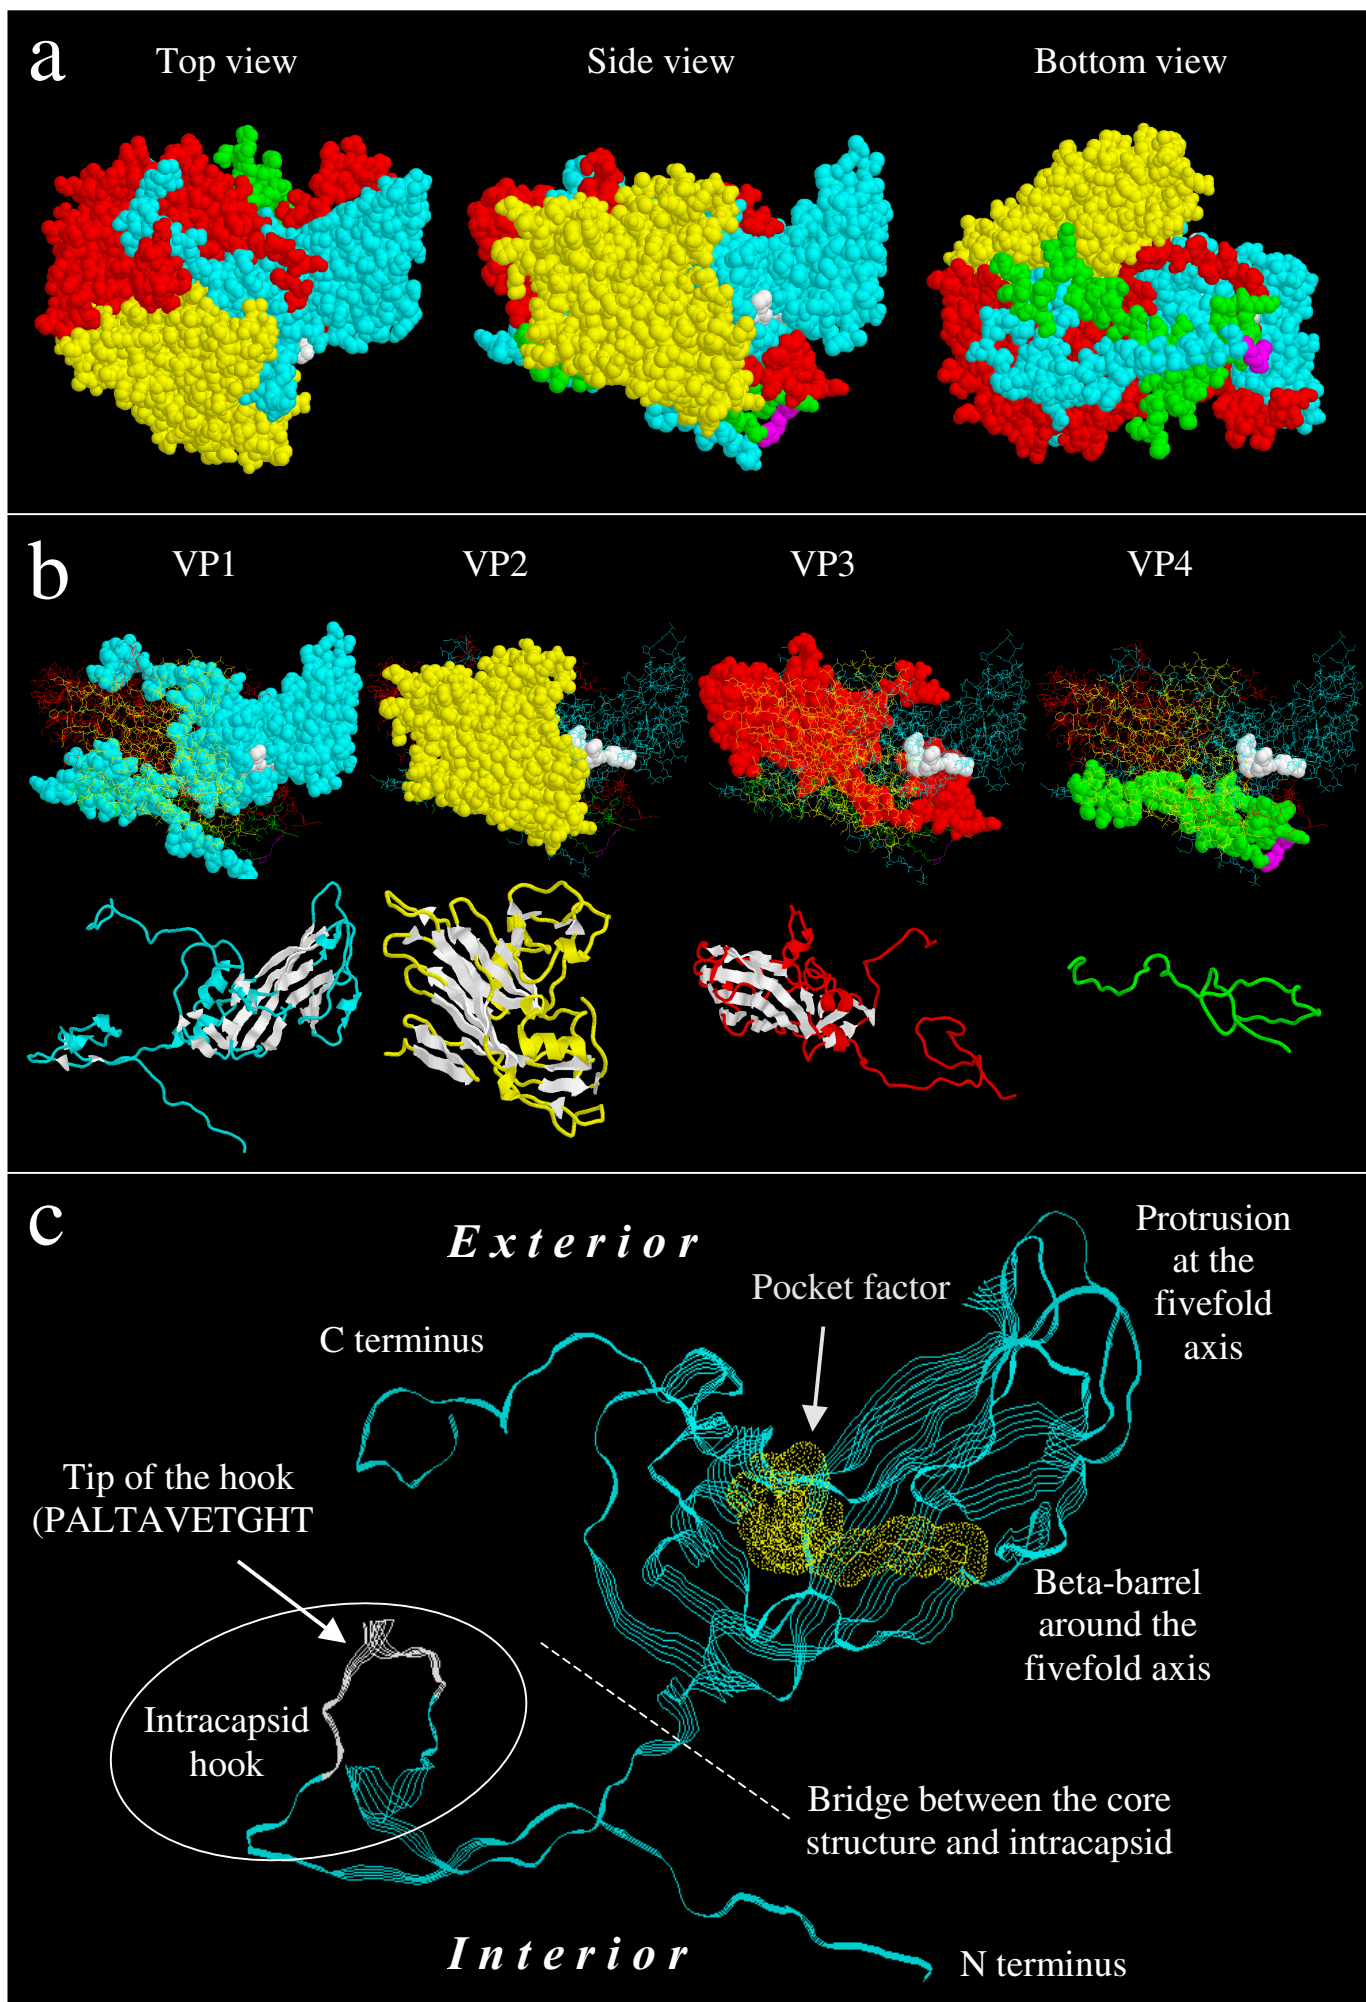 a
Top view
Side view
Bottom view
b
VP1
VP2
VP3
VP4
c
Exterior
Protrusion
at the
fivefold
axis
Pocket factor
C terminus
Tip of the hook
(PALTAVETGHT
Beta-barrel
around the
fivefold axis
Intracapsid
hook
Bridge between the core
structure and intracapsid
Interior
N terminus